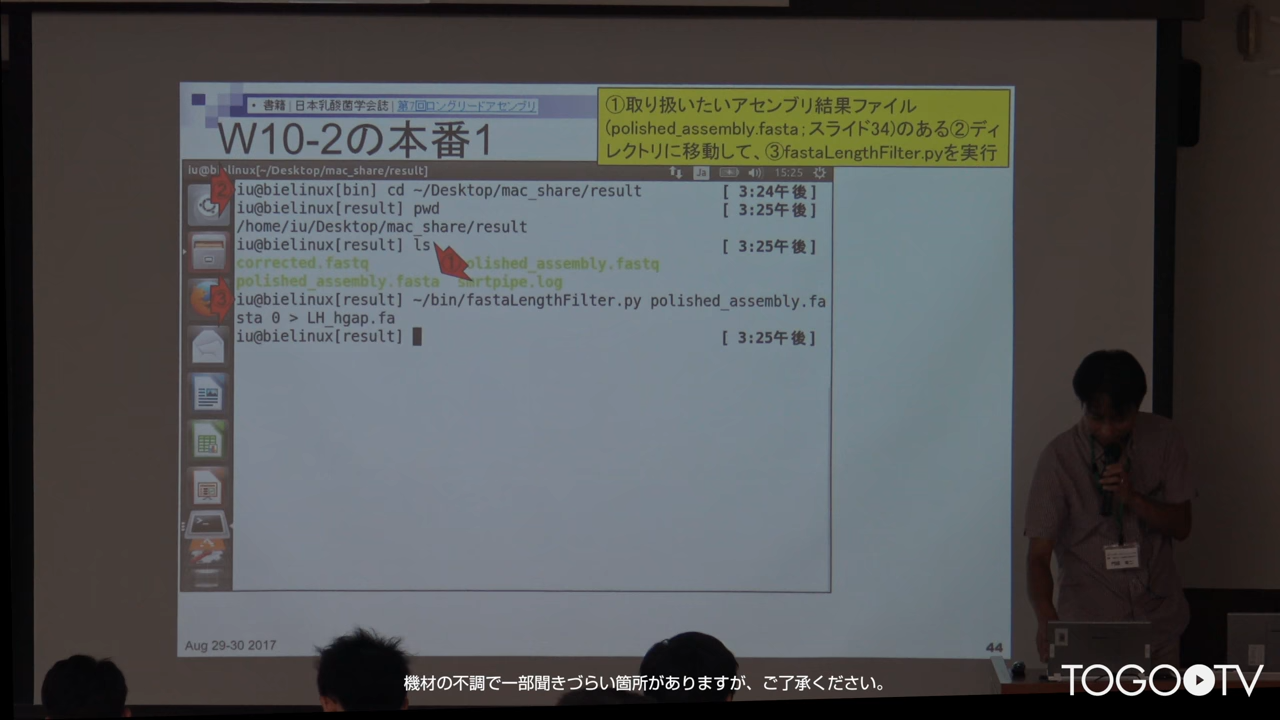 ・ 書籍 | 日本乳酸菌学会誌 | 第7回ロングリードアセンブリ
W10-2の本番1
①取り扱いたいアセンブリ結果ファイル
(polished_assembly.fasta;スライド34)のある②ディ
レクトリに移動して、③fastaLengthFilter.pyを実行
iu@bielinux[~/Desktop/mac_share/result]
Ja 15:25
② iu@bielinux[bin] cd ~/Desktop/mac_share/result [ 3:24午後]
iu@bielinux[result] pwd [ 3:25午後]
/home/iu/Desktop/mac_share/result
iu@bielinux[result] ls [ 3:25午後]
corrected.fastq ①polished_assembly.fastq
polished_assembly.fasta smrtpipe.log
③ iu@bielinux[result] ~/bin/fastaLengthFilter.py polished_assembly.fa
sta 0 > LH_hgap.fa
iu@bielinux[result] [ 3:25午後]
Aug 29-30 2017
44
機材の不調で一部聞きづらい箇所がありますが、ご了承ください。
TOGOTV